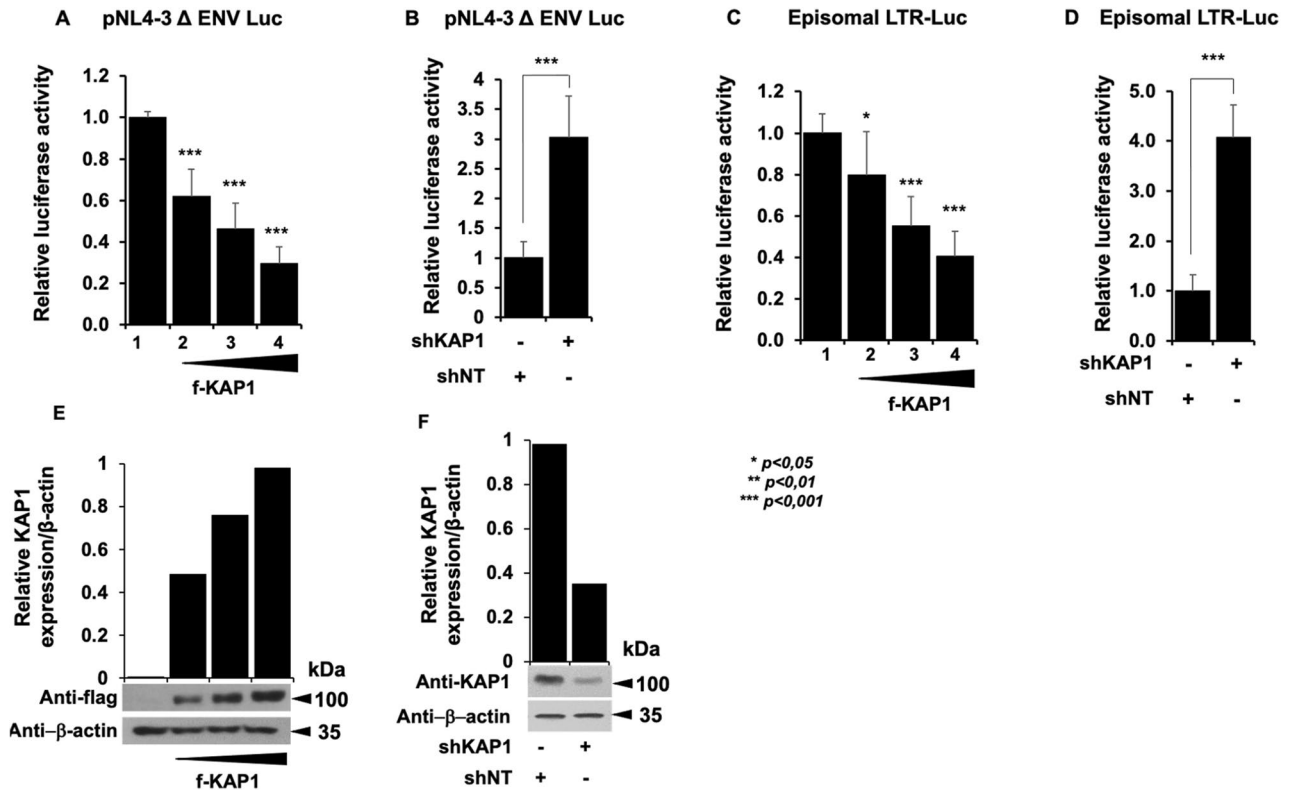 A pNL4-3 Δ ENV Luc
Relative luciferase activity
1.2
1.0
0.8
0.6
0.4
0.2
0.0
***
***
***
1 2 3 4
f-KAP1
B pNL4-3 Δ ENV Luc
Relative luciferase activity
4
3.5
3
2.5
2
1.5
1
0.5
0
***
shKAP1 - +
shNT + -
C Episomal LTR-Luc
Relative luciferase activity
1.2
1.0
0.8
0.6
0.4
0.2
0.0
*
***
***
1 2 3 4
f-KAP1
D Episomal LTR-Luc
Relative luciferase activity
5.0
4.0
5.0
2.0
1.0
0.0
***
shKAP1 - +
shNT + -
E
Relative KAP1
expression/β-actin
1
0.8
0.6
0.4
0.2
0
kDa
Anti-flag 100
Anti–β-actin 35
f-KAP1
F
Relative KAP1
expression/β-actin
1
0.8
0.6
0.4
0.2
0
kDa
Anti-KAP1 100
Anti–β–actin 35
shKAP1 - +
shNT + -
* p<0,05
** p<0,01
*** p<0,001